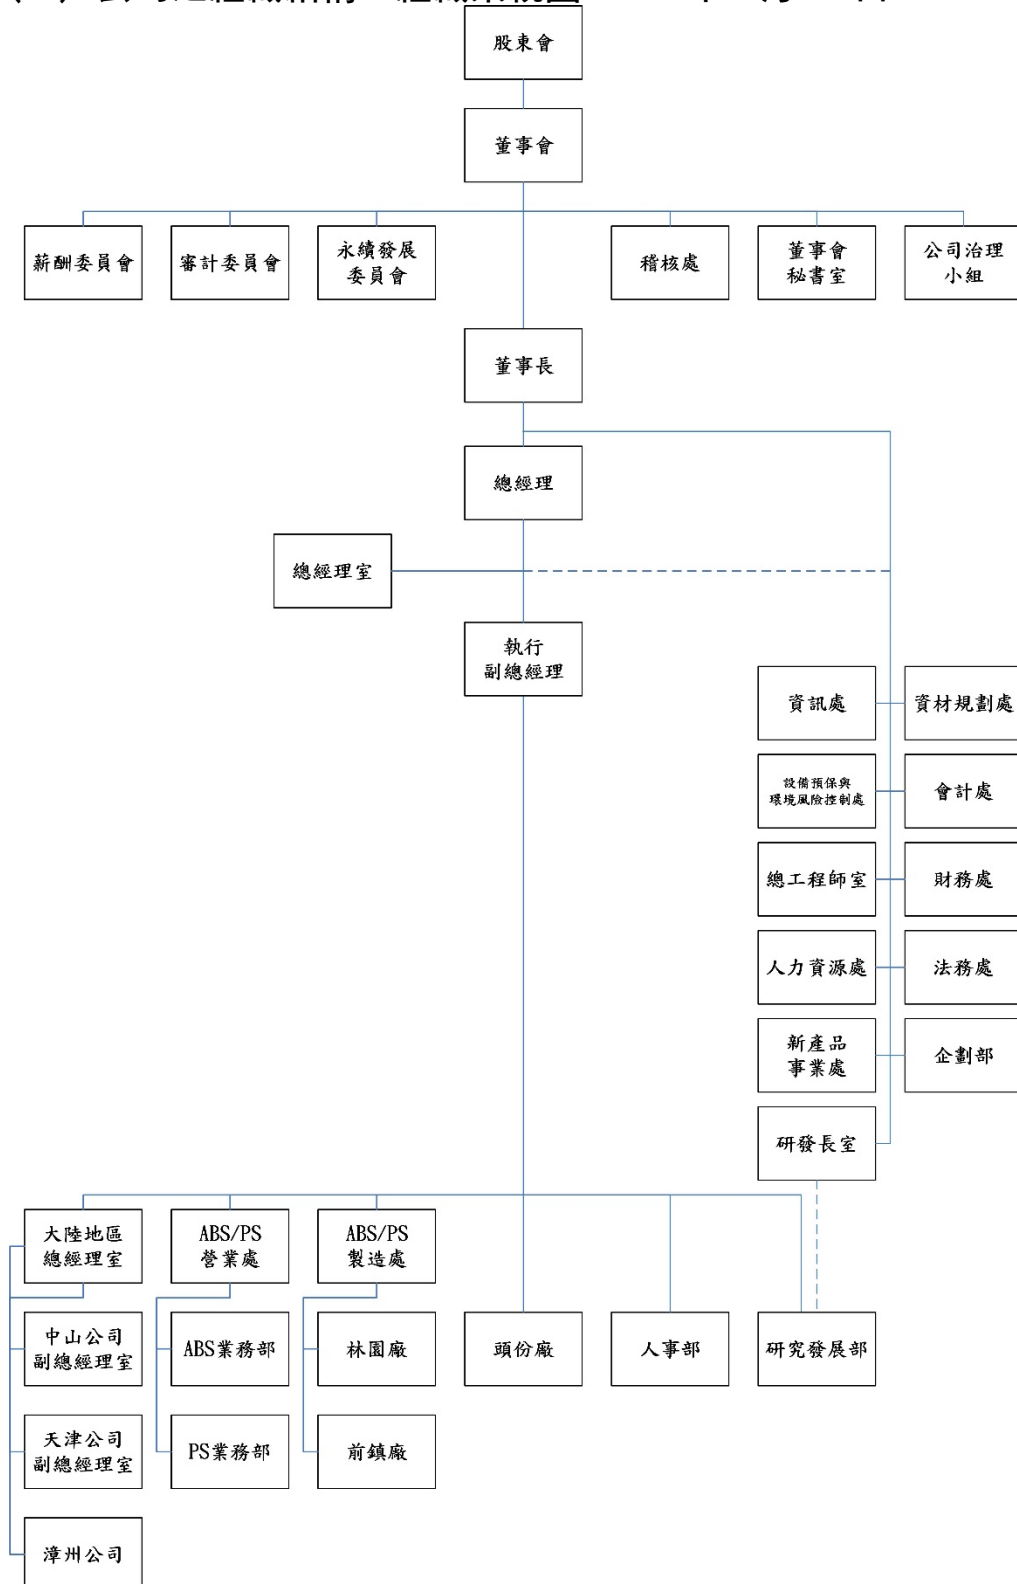 股東會
董事會
薪酬委員會
審計委員會
永續發展
委員會
稽核處
董事會
秘書室
公司治理
小組
董事長
總經理
總經理室
執行
副總經理
資訊處
資材規劃處
設備預保與
環境風險控制處
會計處
總工程師室
財務處
人力資源處
法務處
新產品
事業處
企劃部
研發長室
大陸地區
總經理室
ABS/PS
營業處
ABS/PS
製造處
中山公司
副總經理室
ABS業務部
林園廠
頭份廠
人事部
研究發展部
天津公司
副總經理室
PS業務部
前鎮廠
漳州公司